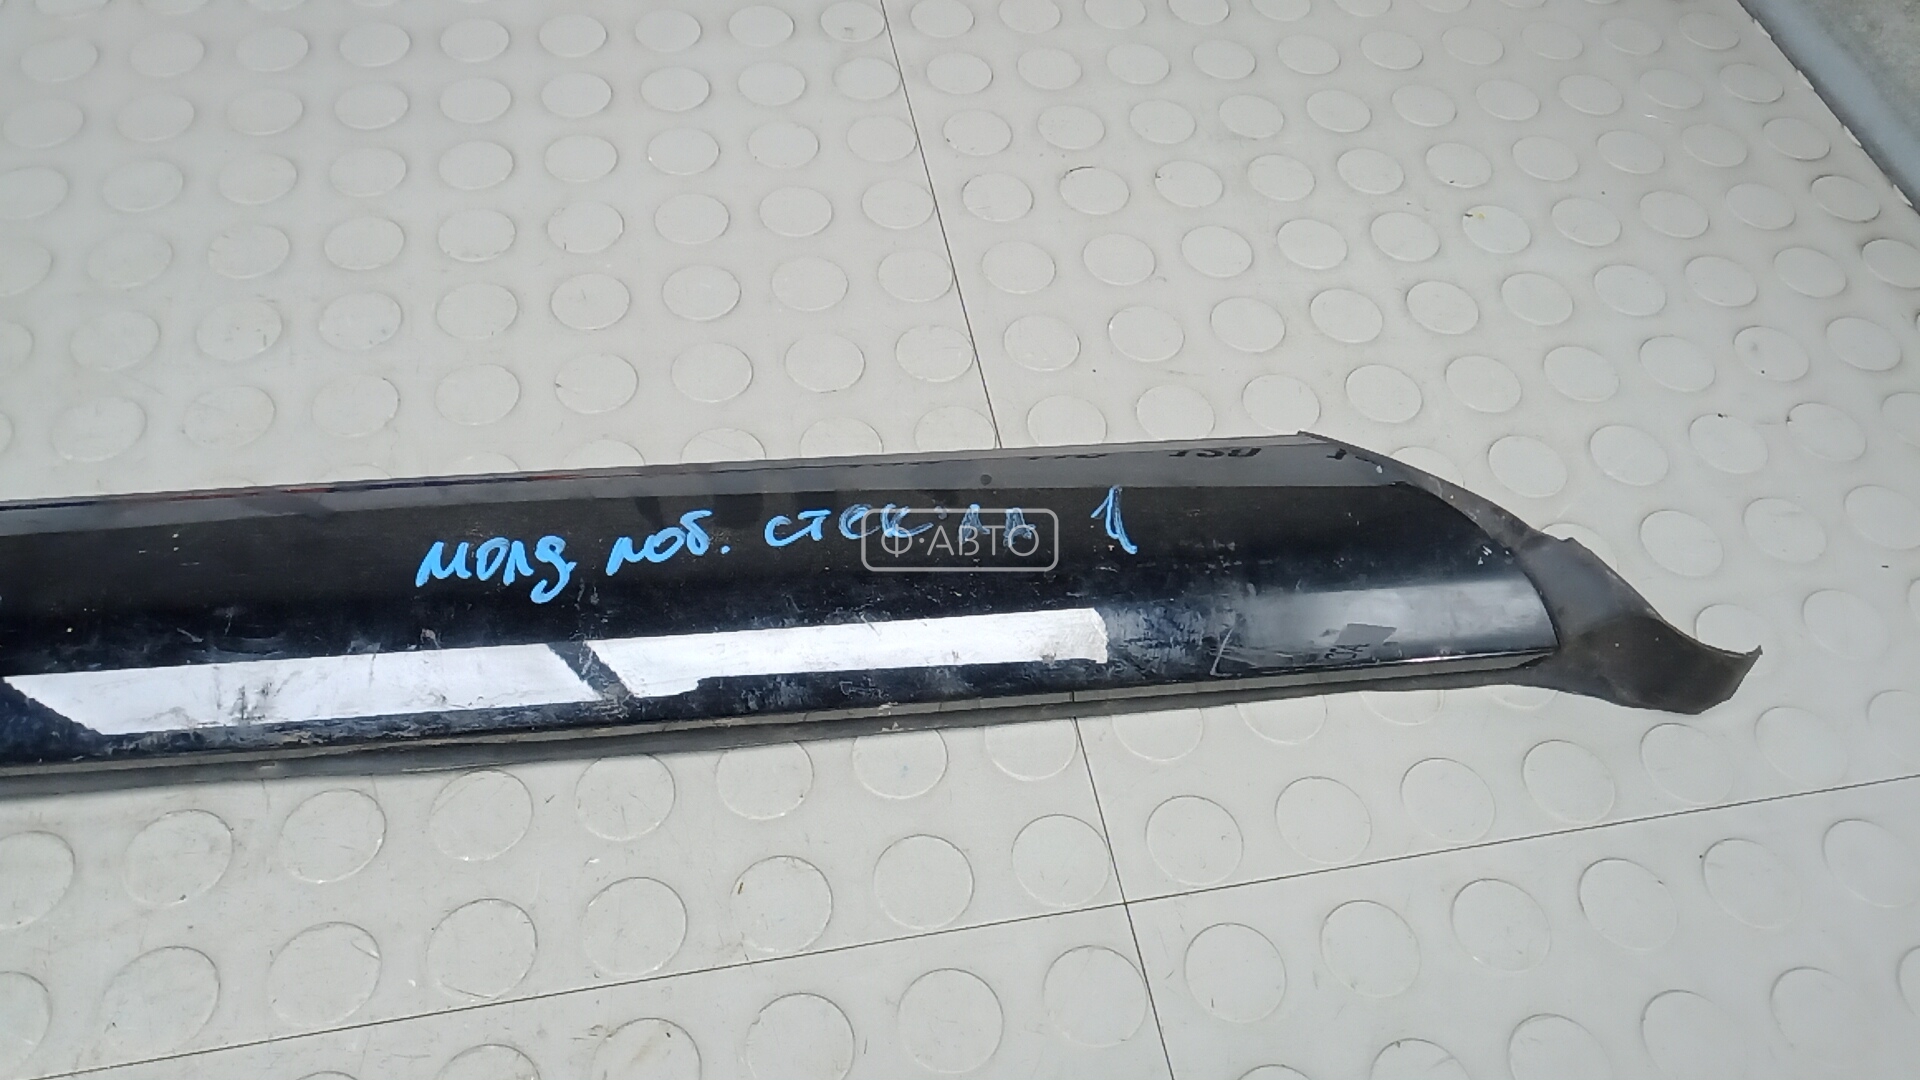 молд лоб. стекла 1
Ф·АВТО